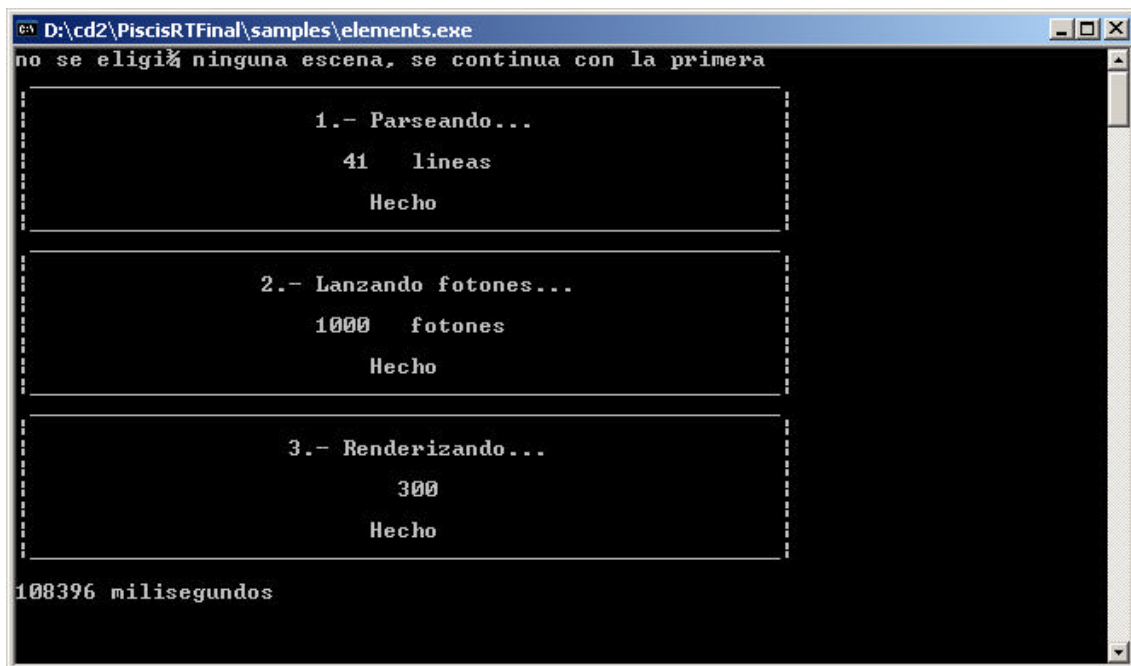 D:\cd2\PiscisRTFinal\samples\elements.exe
no se eligi¾ ninguna escena, se continua con la primera
1.- Parseando...
41 lineas
Hecho
2.- Lanzando fotones...
1000 fotones
Hecho
3.- Renderizando...
300
Hecho
108396 milisegundos